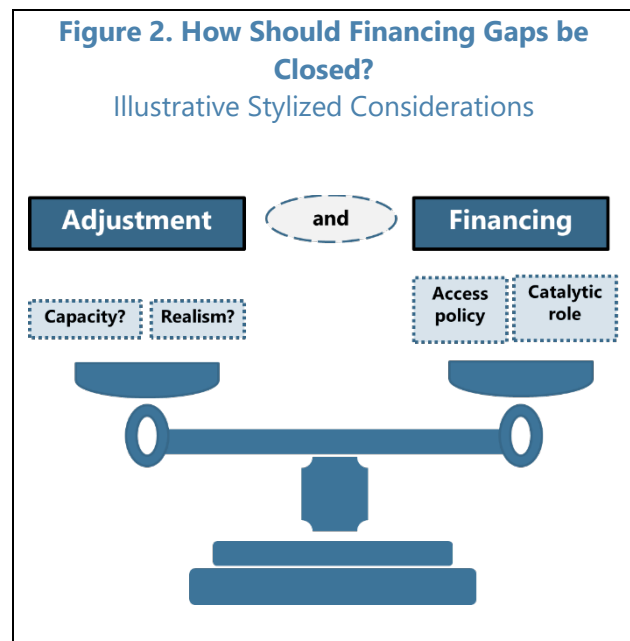 Figure 2. How Should Financing Gaps be
Closed?
Illustrative Stylized Considerations
Adjustment
and
Financing
Capacity?
Realism?
Access
policy
Catalytic
role